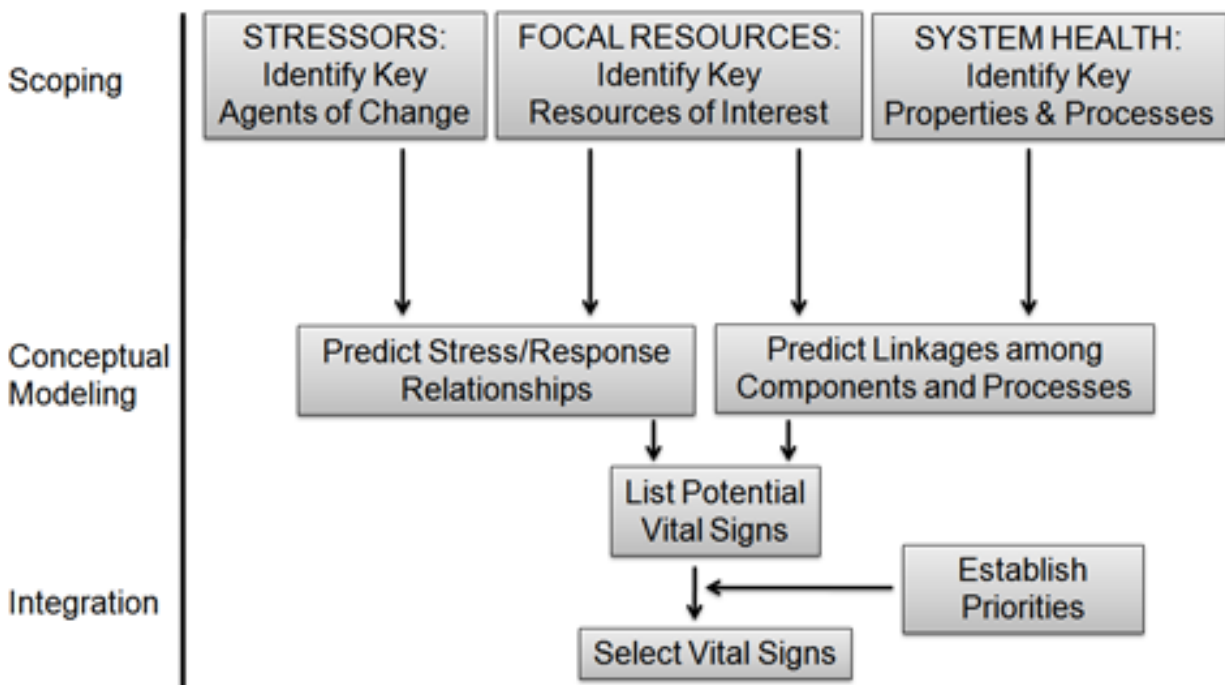 Scoping
STRESSORS:
Identify Key
Agents of Change
FOCAL RESOURCES:
Identify Key
Resources of Interest
SYSTEM HEALTH:
Identify Key
Properties & Processes
Conceptual
Modeling
Predict Stress/Response
Relationships
Predict Linkages among
Components and Processes
List Potential
Vital Signs
Integration
Establish
Priorities
Select Vital Signs